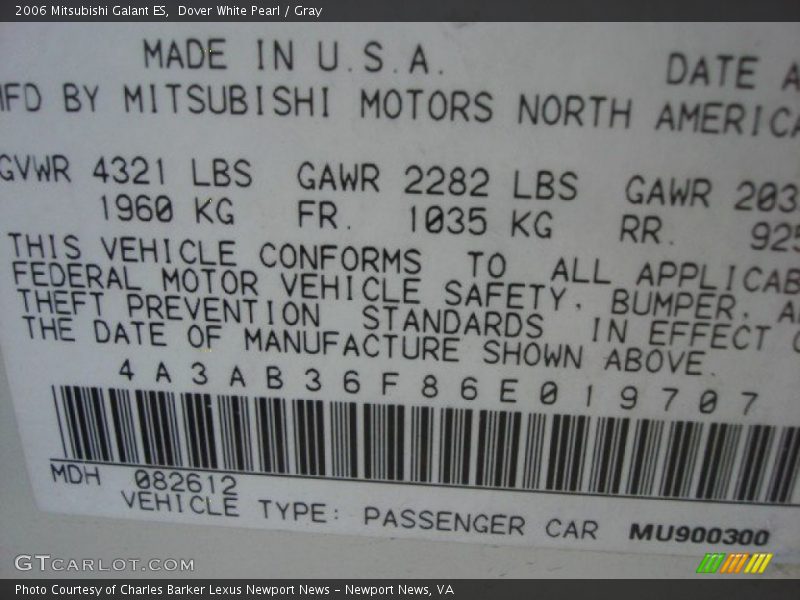 2006 Mitsubishi Galant ES,  Dover White Pearl / Gray
MADE IN U.S.A.
DATE A
MFD BY MITSUBISHI MOTORS NORTH AMERICA
GVWR 4321 LBS GAWR 2282 LBS GAWR 203
1960 KG FR. 1035 KG RR. 925
THIS VEHICLE CONFORMS TO ALL APPLICAB
FEDERAL MOTOR VEHICLE SAFETY, BUMPER, A
THEFT PREVENTION STANDARDS IN EFFECT O
THE DATE OF MANUFACTURE SHOWN ABOVE.
4A3AB36F86E019707
MDH 082612
VEHICLE TYPE: PASSENGER CAR MU900300
GTCARLOT.COM
Photo Courtesy of Charles Barker Lexus Newport News – Newport News, VA